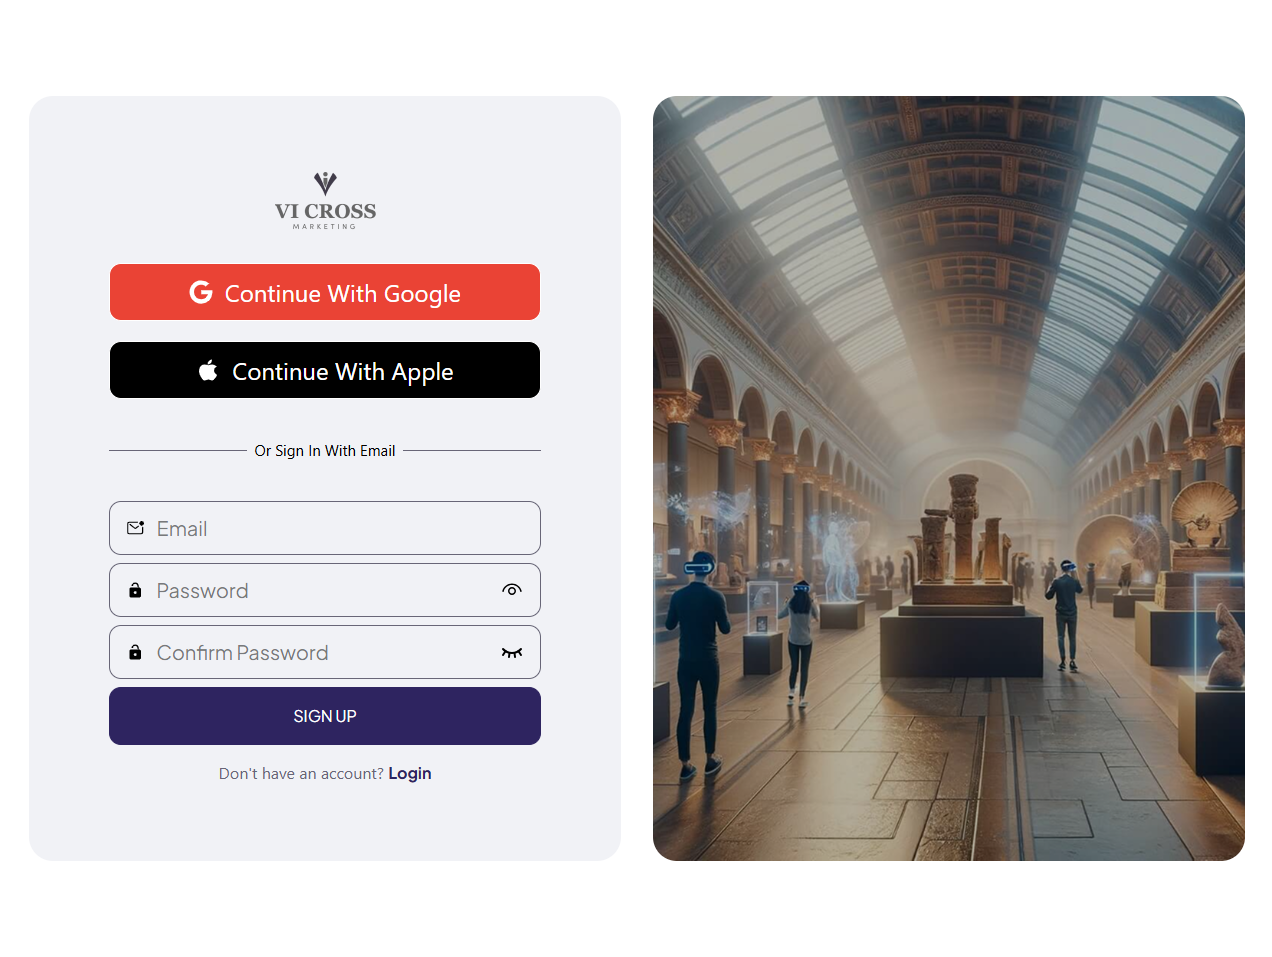 VI CROSS
MARKETING
Continue With Google
Continue With Apple
Or Sign In With Email
Email
Password
Confirm Password
SIGN UP
Don't have an account? Login